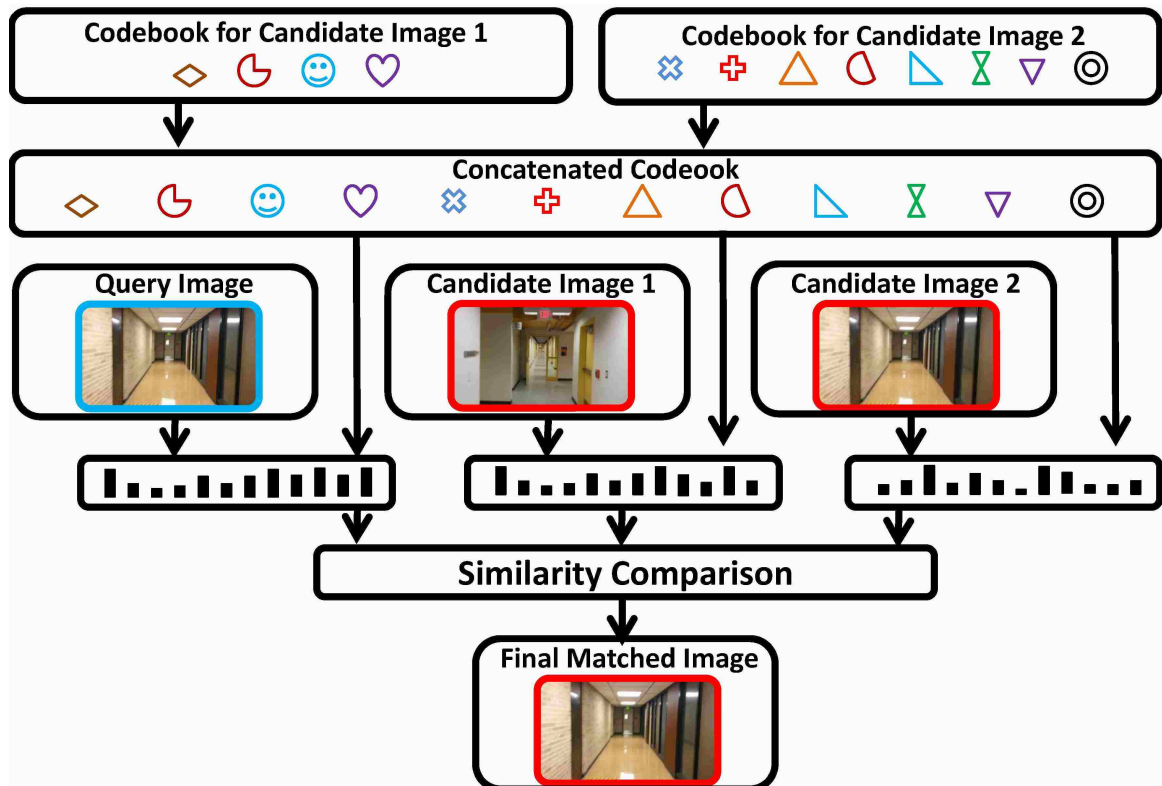 Codebook for Candidate Image 1
Codebook for Candidate Image 2
Concatenated Codeook
Query Image
Candidate Image 1
Candidate Image 2
Similarity Comparison
Final Matched Image